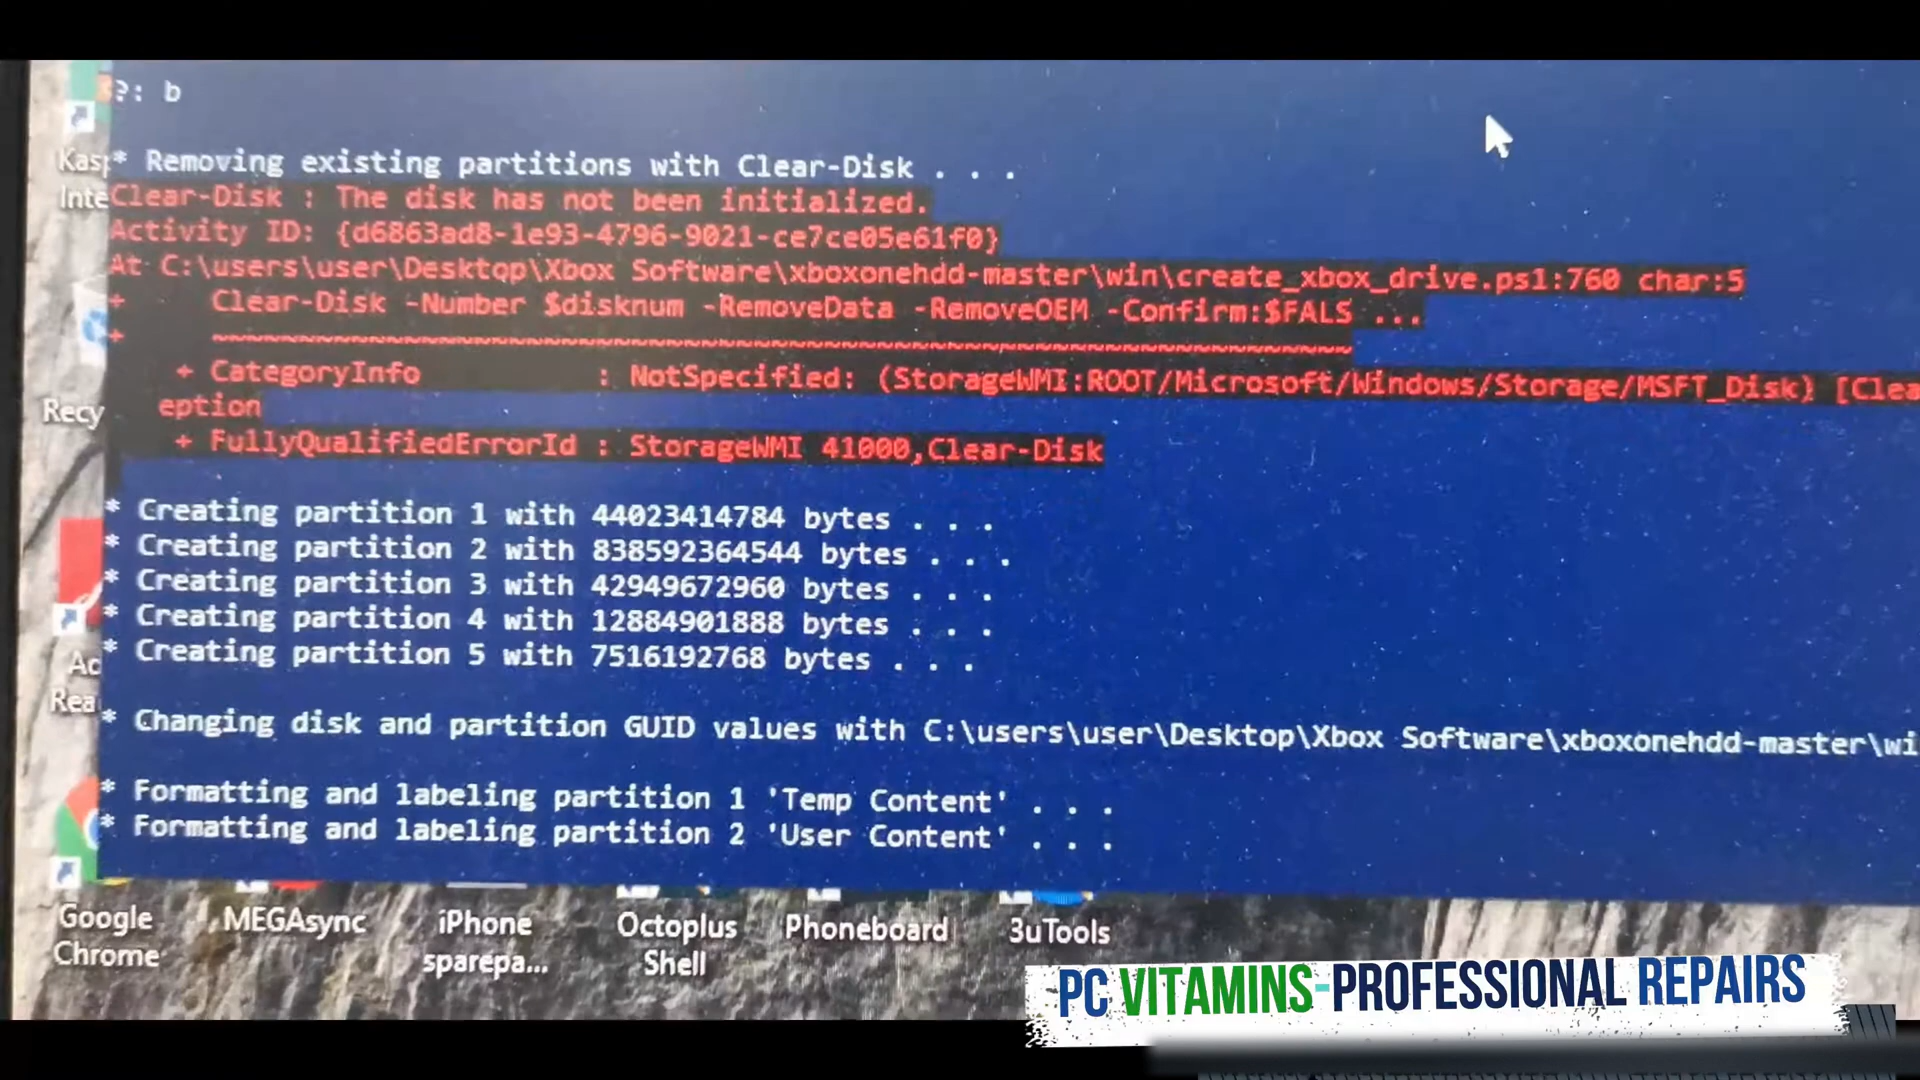 ?: b
* Removing existing partitions with Clear-Disk . . .
Clear-Disk : The disk has not been initialized.
Activity ID: {d6863ad8-1e93-4796-9021-ce7ce05e61f0}
At C:\users\user\Desktop\Xbox Software\xboxonehdd-master\win\create_xbox_drive.ps1:760 char:5
+     Clear-Disk -Number $disknum -RemoveData -RemoveOEM -Confirm:$FALS ...
+     ~~~~~~~~~~~~~~~~~~~~~~~~~~~~~~~~~~~~~~~~~~~~~~~~~~~~~~~~~~~~~~~~~
    + CategoryInfo          : NotSpecified: (StorageWMI:ROOT/Microsoft/Windows/Storage/MSFT_Disk) [Clea
   eption
    + FullyQualifiedErrorId : StorageWMI 41000,Clear-Disk
* Creating partition 1 with 44023414784 bytes . . .
* Creating partition 2 with 838592364544 bytes . . .
* Creating partition 3 with 42949672960 bytes . . .
* Creating partition 4 with 12884901888 bytes . . .
* Creating partition 5 with 7516192768 bytes . . .
* Changing disk and partition GUID values with C:\users\user\Desktop\Xbox Software\xboxonehdd-master\wi
* Formatting and labeling partition 1 'Temp Content' . . .
* Formatting and labeling partition 2 'User Content' . . .
Kasp
Inte
Recy
Ac
Rea
Google
Chrome
MEGAsync
iPhone
sparepa...
Octoplus
Shell
Phoneboard
3uTools
PC VITAMINS-PROFESSIONAL REPAIRS